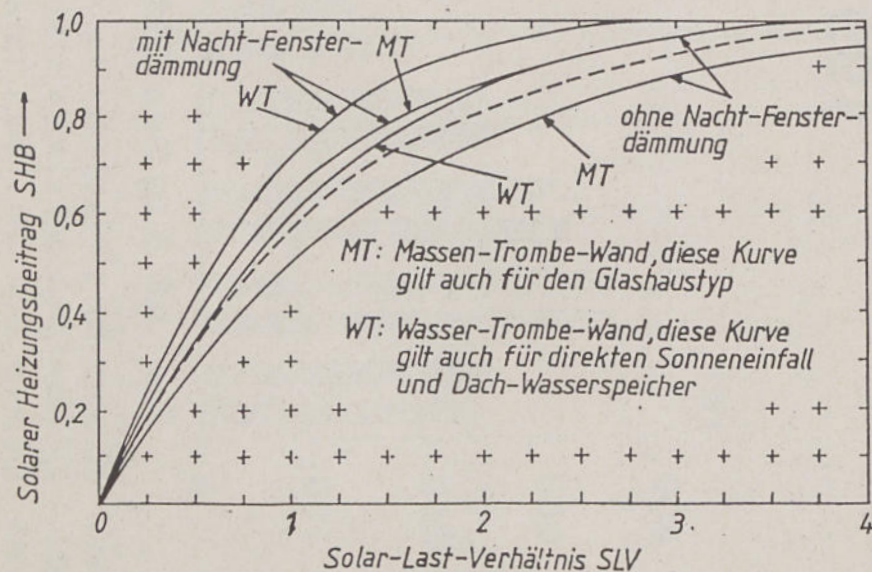 Solarer Heizungsbeitrag SHB
1,0
0,8
0,6
0,4
0,2
0
mit Nacht-Fenster-
dämmung
MT
WT
ohne Nacht-Fenster-
dämmung
WT
MT
MT: Massen-Trombe-Wand, diese Kurve
gilt auch für den Glashaustyp
WT: Wasser-Trombe-Wand, diese Kurve
gilt auch für direkten Sonneneinfall
und Dach-Wasserspeicher
0 1 2 3 4
Solar-Last-Verhältnis SLV